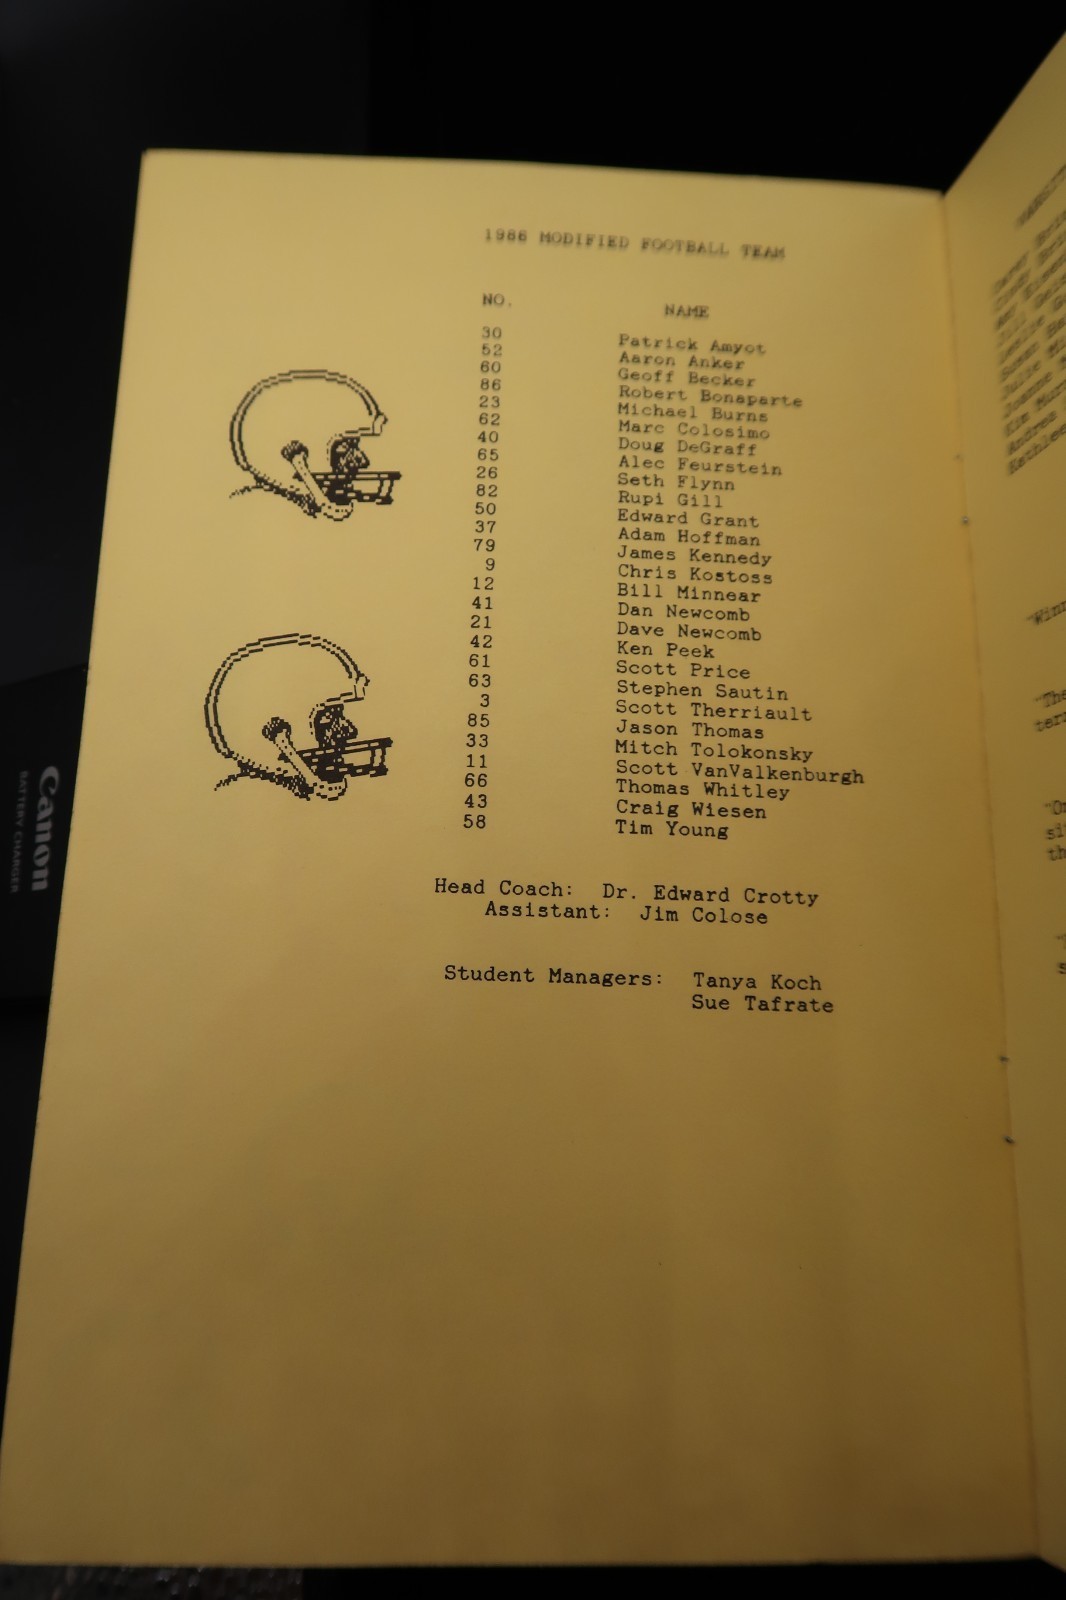 1986 MODIFIED FOOTBALL TEAM
NO. NAME
30 Patrick Amyot
52 Aaron Anker
60 Geoff Becker
86 Robert Bonaparte
23 Michael Burns
62 Marc Colosimo
40 Doug DeGraff
65 Alec Feurstein
26 Seth Flynn
82 Rupi Gill
50 Edward Grant
37 Adam Hoffman
79 James Kennedy
9 Chris Kostoss
12 Bill Minnear
41 Dan Newcomb
21 Dave Newcomb
42 Ken Peek
61 Scott Price
63 Stephen Sautin
3 Scott Therriault
85 Jason Thomas
33 Mitch Tolokonsky
11 Scott VanValkenburgh
66 Thomas Whitley
43 Craig Wiesen
58 Tim Young
Head Coach: Dr. Edward Crotty
Assistant: Jim Colose
Student Managers: Tanya Koch
Sue Tafrate
Canon
BATTERY CHARGER